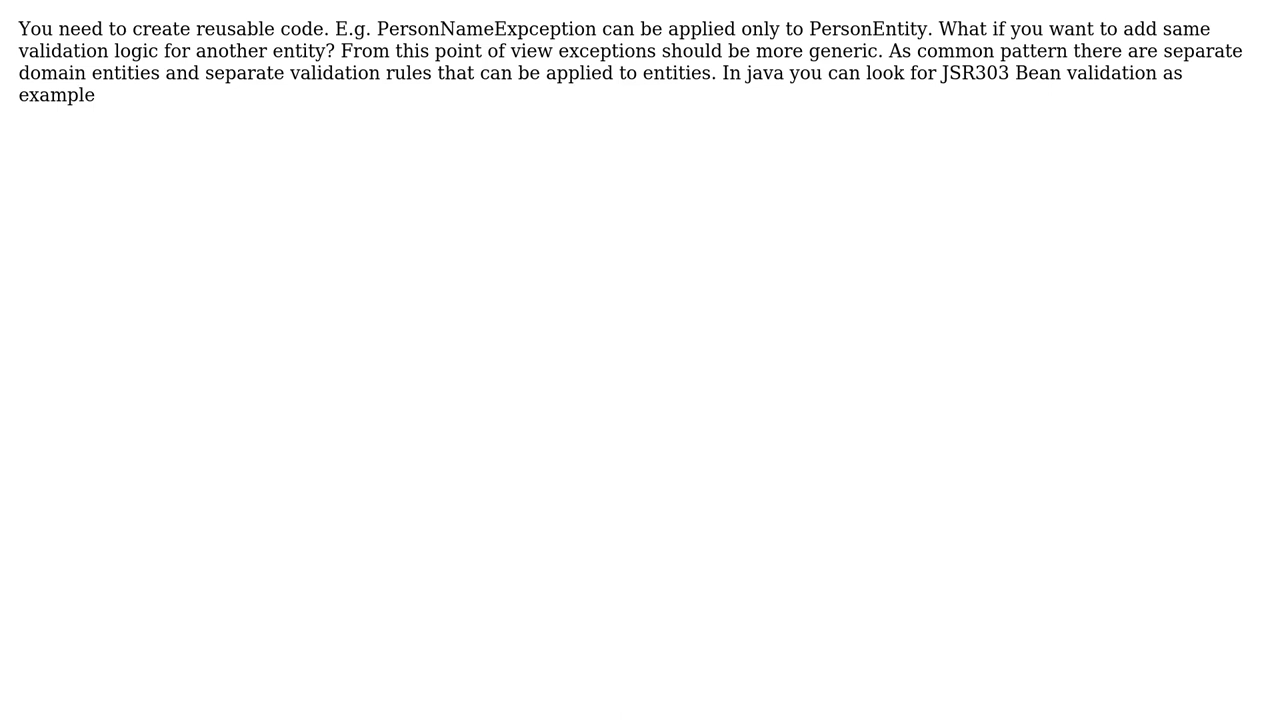 You need to create reusable code. E.g. PersonNameExpception can be applied only to PersonEntity. What if you want to add same
validation logic for another entity? From this point of view exceptions should be more generic. As common pattern there are separate
domain entities and separate validation rules that can be applied to entities. In java you can look for JSR303 Bean validation as
example